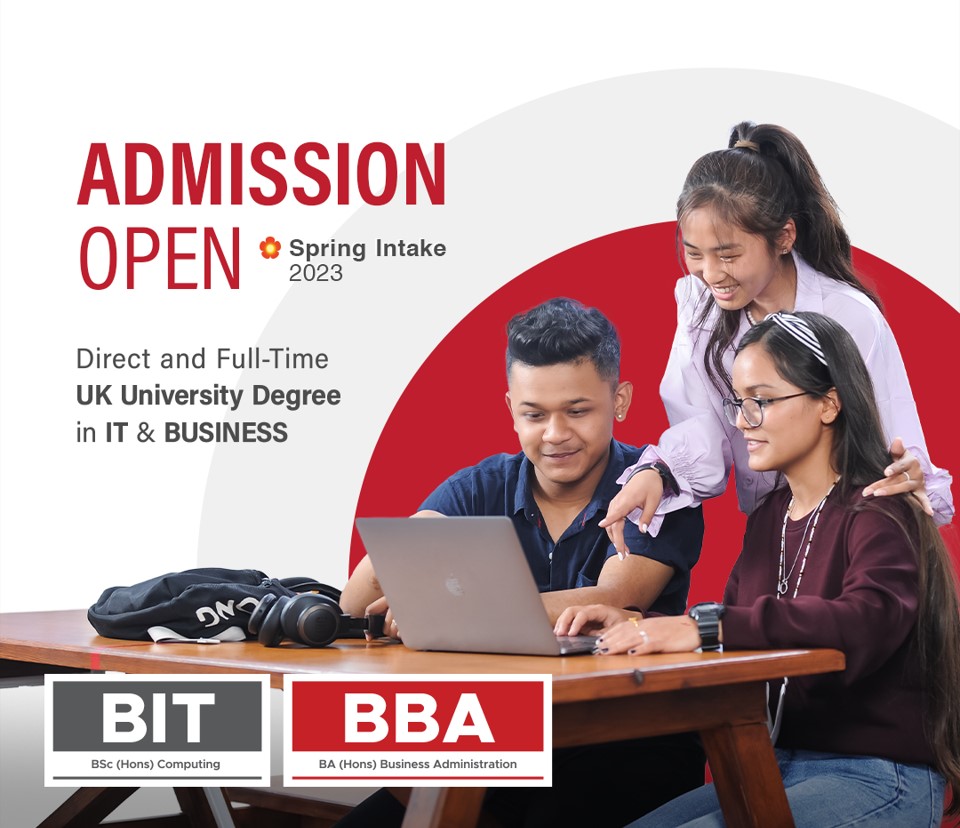 ADMISSION
OPEN
Spring Intake
2023
Direct and Full-Time
UK University Degree
in IT & BUSINESS
BIT
BSc (Hons) Computing
BBA
BA (Hons) Business Administration